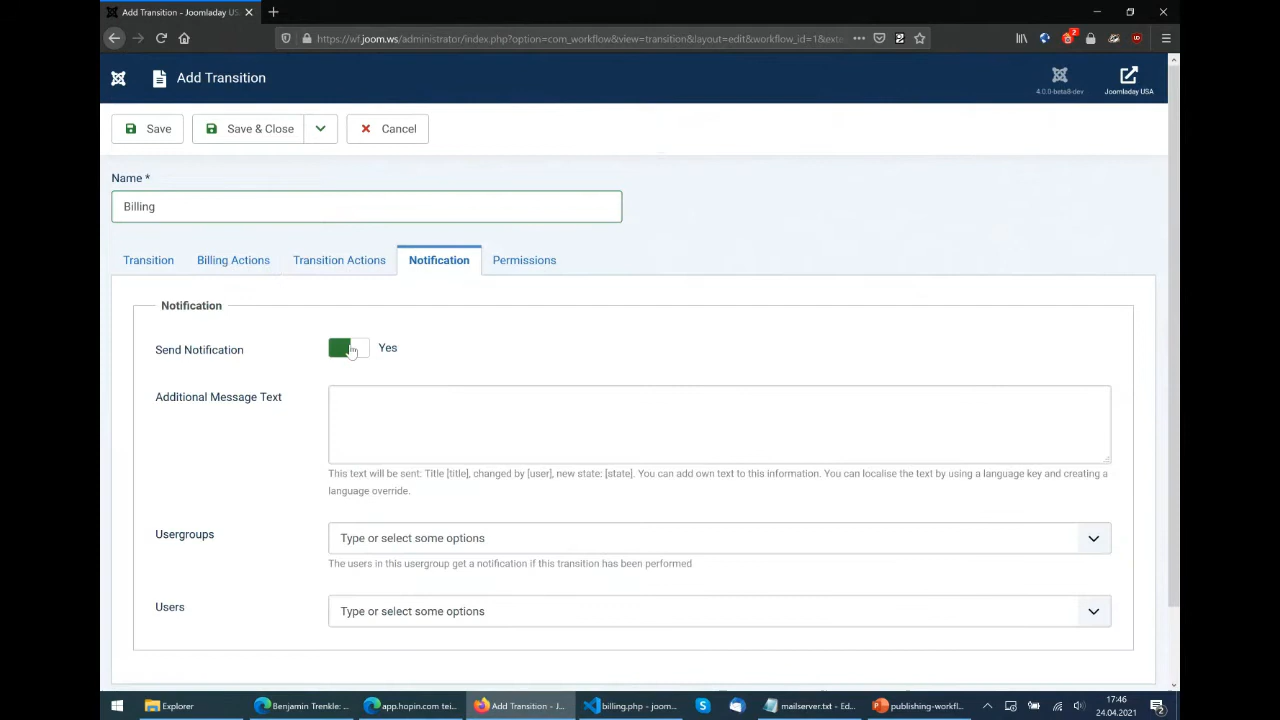 Add Transition - Joomladay US
https://wf.joom.ws/administrator/index.php?option=com_workflow&view=transition&layout=edit&workflow_id=1&exte
2
Add Transition
4.0.0-beta8-dev
Joomladay USA
Save
Save & Close
Cancel
Name *
Billing
Transition
Billing Actions
Transition Actions
Notification
Permissions
Notification
Send Notification
Yes
Additional Message Text
This text will be sent: Title [title], changed by [user], new state: [state]. You can add own text to this information. You can localise the text by using a language key and creating a
language override.
Usergroups
Type or select some options
The users in this usergroup get a notification if this transition has been performed
Users
Type or select some options
Explorer
Benjamin Trenkle: ...
app.hopin.com tei...
Add Transition - J...
billing.php - joom...
mailserver.txt - Ed...
publishing-workfl...
17:46
24.04.2021
2